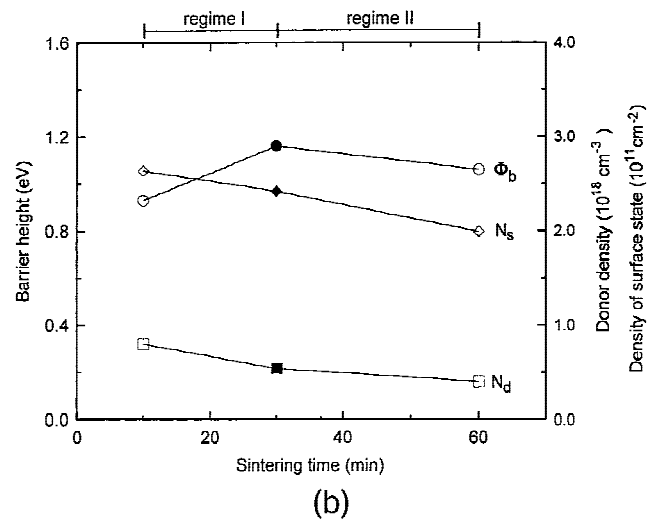 regime I regime II
1.6 4.0
1.2 3.0
0.8 2.0
0.4 1.0
0.0 0.0
Barrier height (eV)
Φb
Ns
Nd
Donor density (10¹⁸ cm⁻³)
Density of surface state (10¹¹cm⁻²)
0 20 40 60
Sintering time (min)
(b)